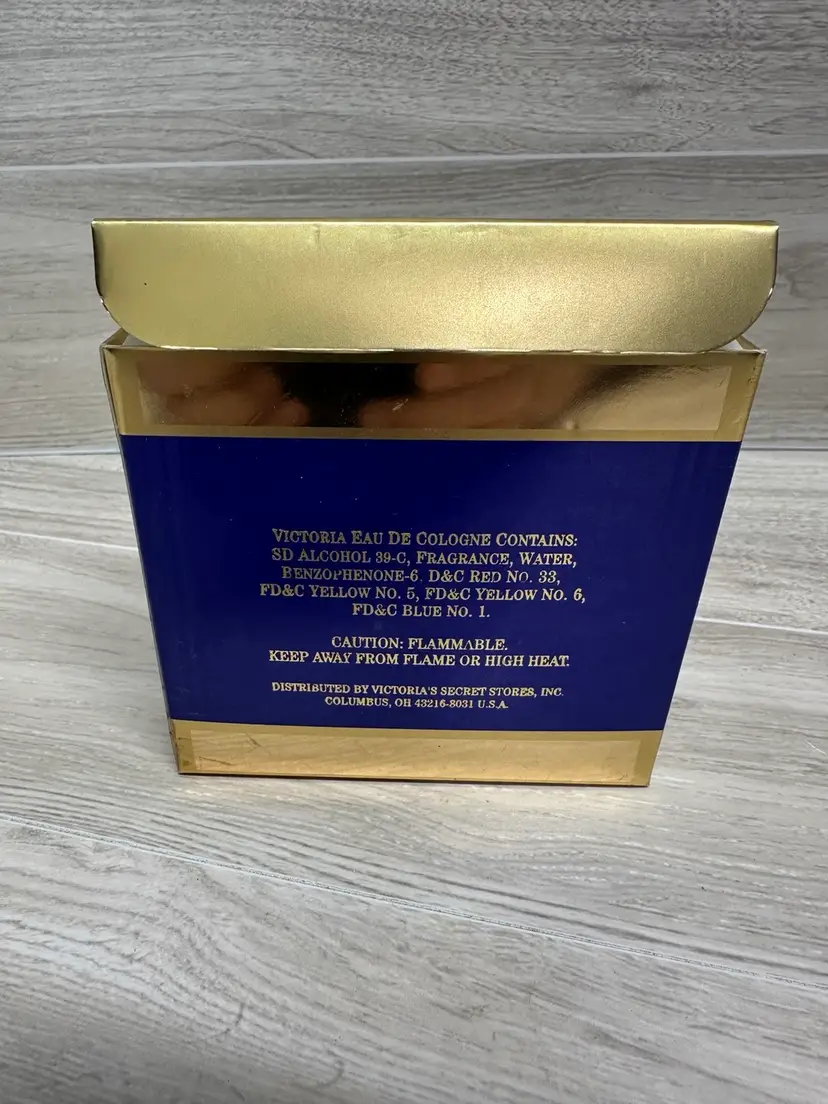 VICTORIA EAU DE COLOGNE CONTAINS:
SD ALCOHOL 39-C, FRAGRANCE, WATER,
BENZOPHENONE-6, D&C RED NO. 33,
FD&C YELLOW NO. 5, FD&C YELLOW NO. 6,
FD&C BLUE NO. 1.
CAUTION: FLAMMABLE.
KEEP AWAY FROM FLAME OR HIGH HEAT.
DISTRIBUTED BY VICTORIA'S SECRET STORES, INC.
COLUMBUS, OH 43216-8031 U.S.A.